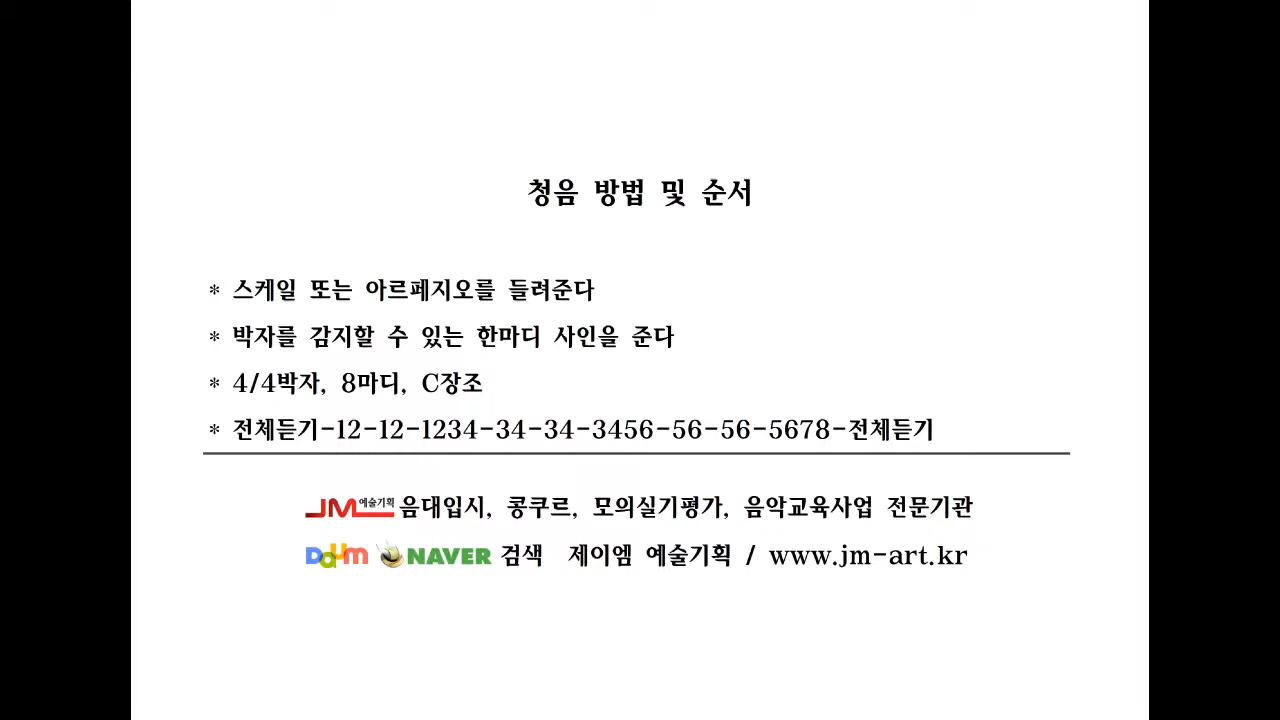 청음 방법 및 순서
* 스케일 또는 아르페지오를 들려준다
* 박자를 감지할 수 있는 한마디 사인을 준다
* 4/4박자, 8마디, C장조
* 전체듣기-12-12-1234-34-34-3456-56-56-5678-전체듣기
JM예술기획 음대입시, 콩쿠르, 모의실기평가, 음악교육사업 전문기관
Daum NAVER 검색 제이엠 예술기획 / www.jm-art.kr